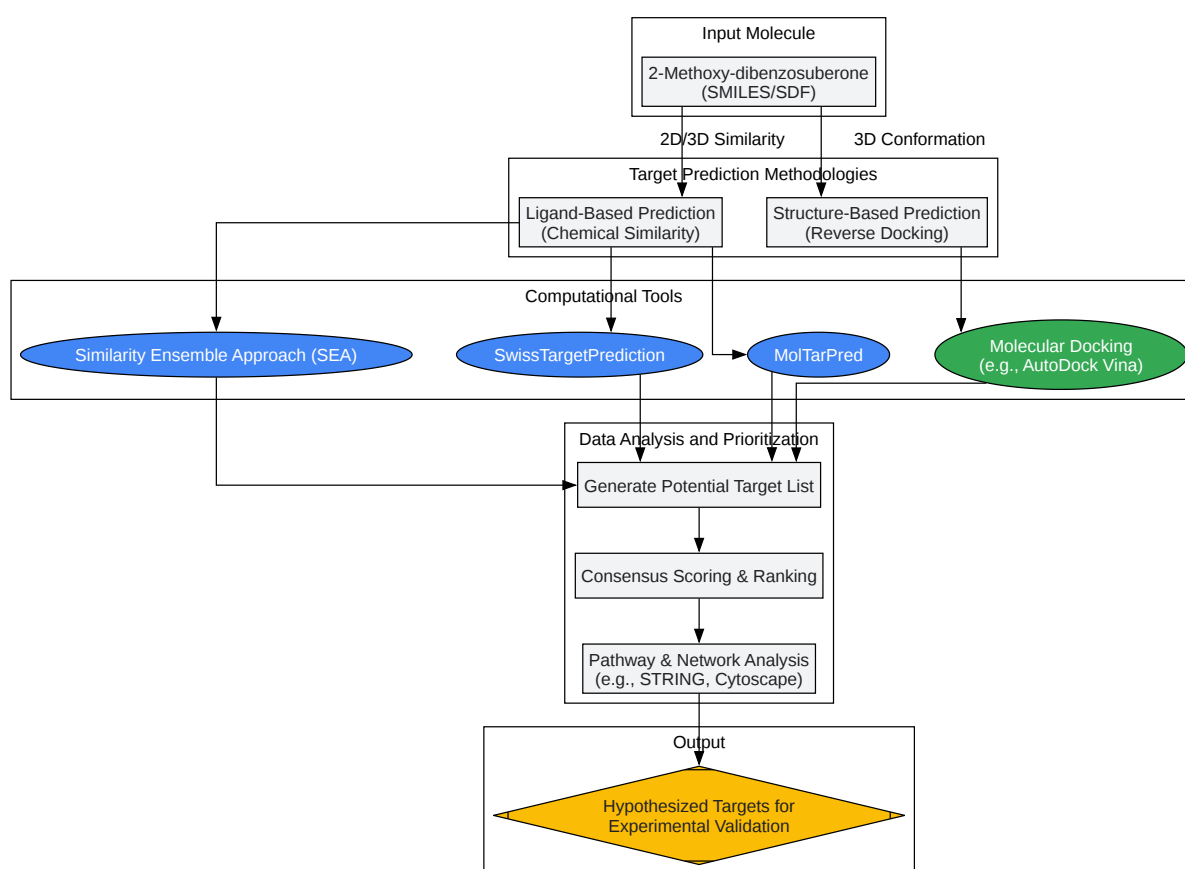 Input Molecule
2-Methoxy-dibenzosuberone
(SMILES/SDF)
2D/3D Similarity
3D Conformation
Target Prediction Methodologies
Ligand-Based Prediction
(Chemical Similarity)
Structure-Based Prediction
(Reverse Docking)
Computational Tools
Similarity Ensemble Approach (SEA)
SwissTargetPrediction
MolTarPred
Molecular Docking
(e.g., AutoDock Vina)
Data Analysis and Prioritization
Generate Potential Target List
Consensus Scoring & Ranking
Pathway & Network Analysis
(e.g., STRING, Cytoscape)
Output
Hypothesized Targets for
Experimental Validation